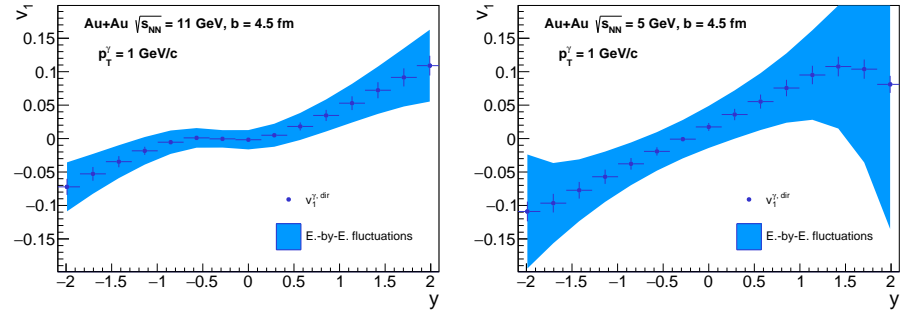 v₁
Au+Au √s_NN = 11 GeV, b = 4.5 fm
p_T^γ = 1 GeV/c
0.15
0.1
0.05
0
−0.05
−0.1
−0.15
v₁^γ, dir
E.-by-E. fluctuations
−2 −1.5 −1 −0.5 0 0.5 1 1.5 2
y
v₁
Au+Au √s_NN = 5 GeV, b = 4.5 fm
p_T^γ = 1 GeV/c
0.15
0.1
0.05
0
−0.05
−0.1
−0.15
v₁^γ, dir
E.-by-E. fluctuations
−2 −1.5 −1 −0.5 0 0.5 1 1.5 2
y